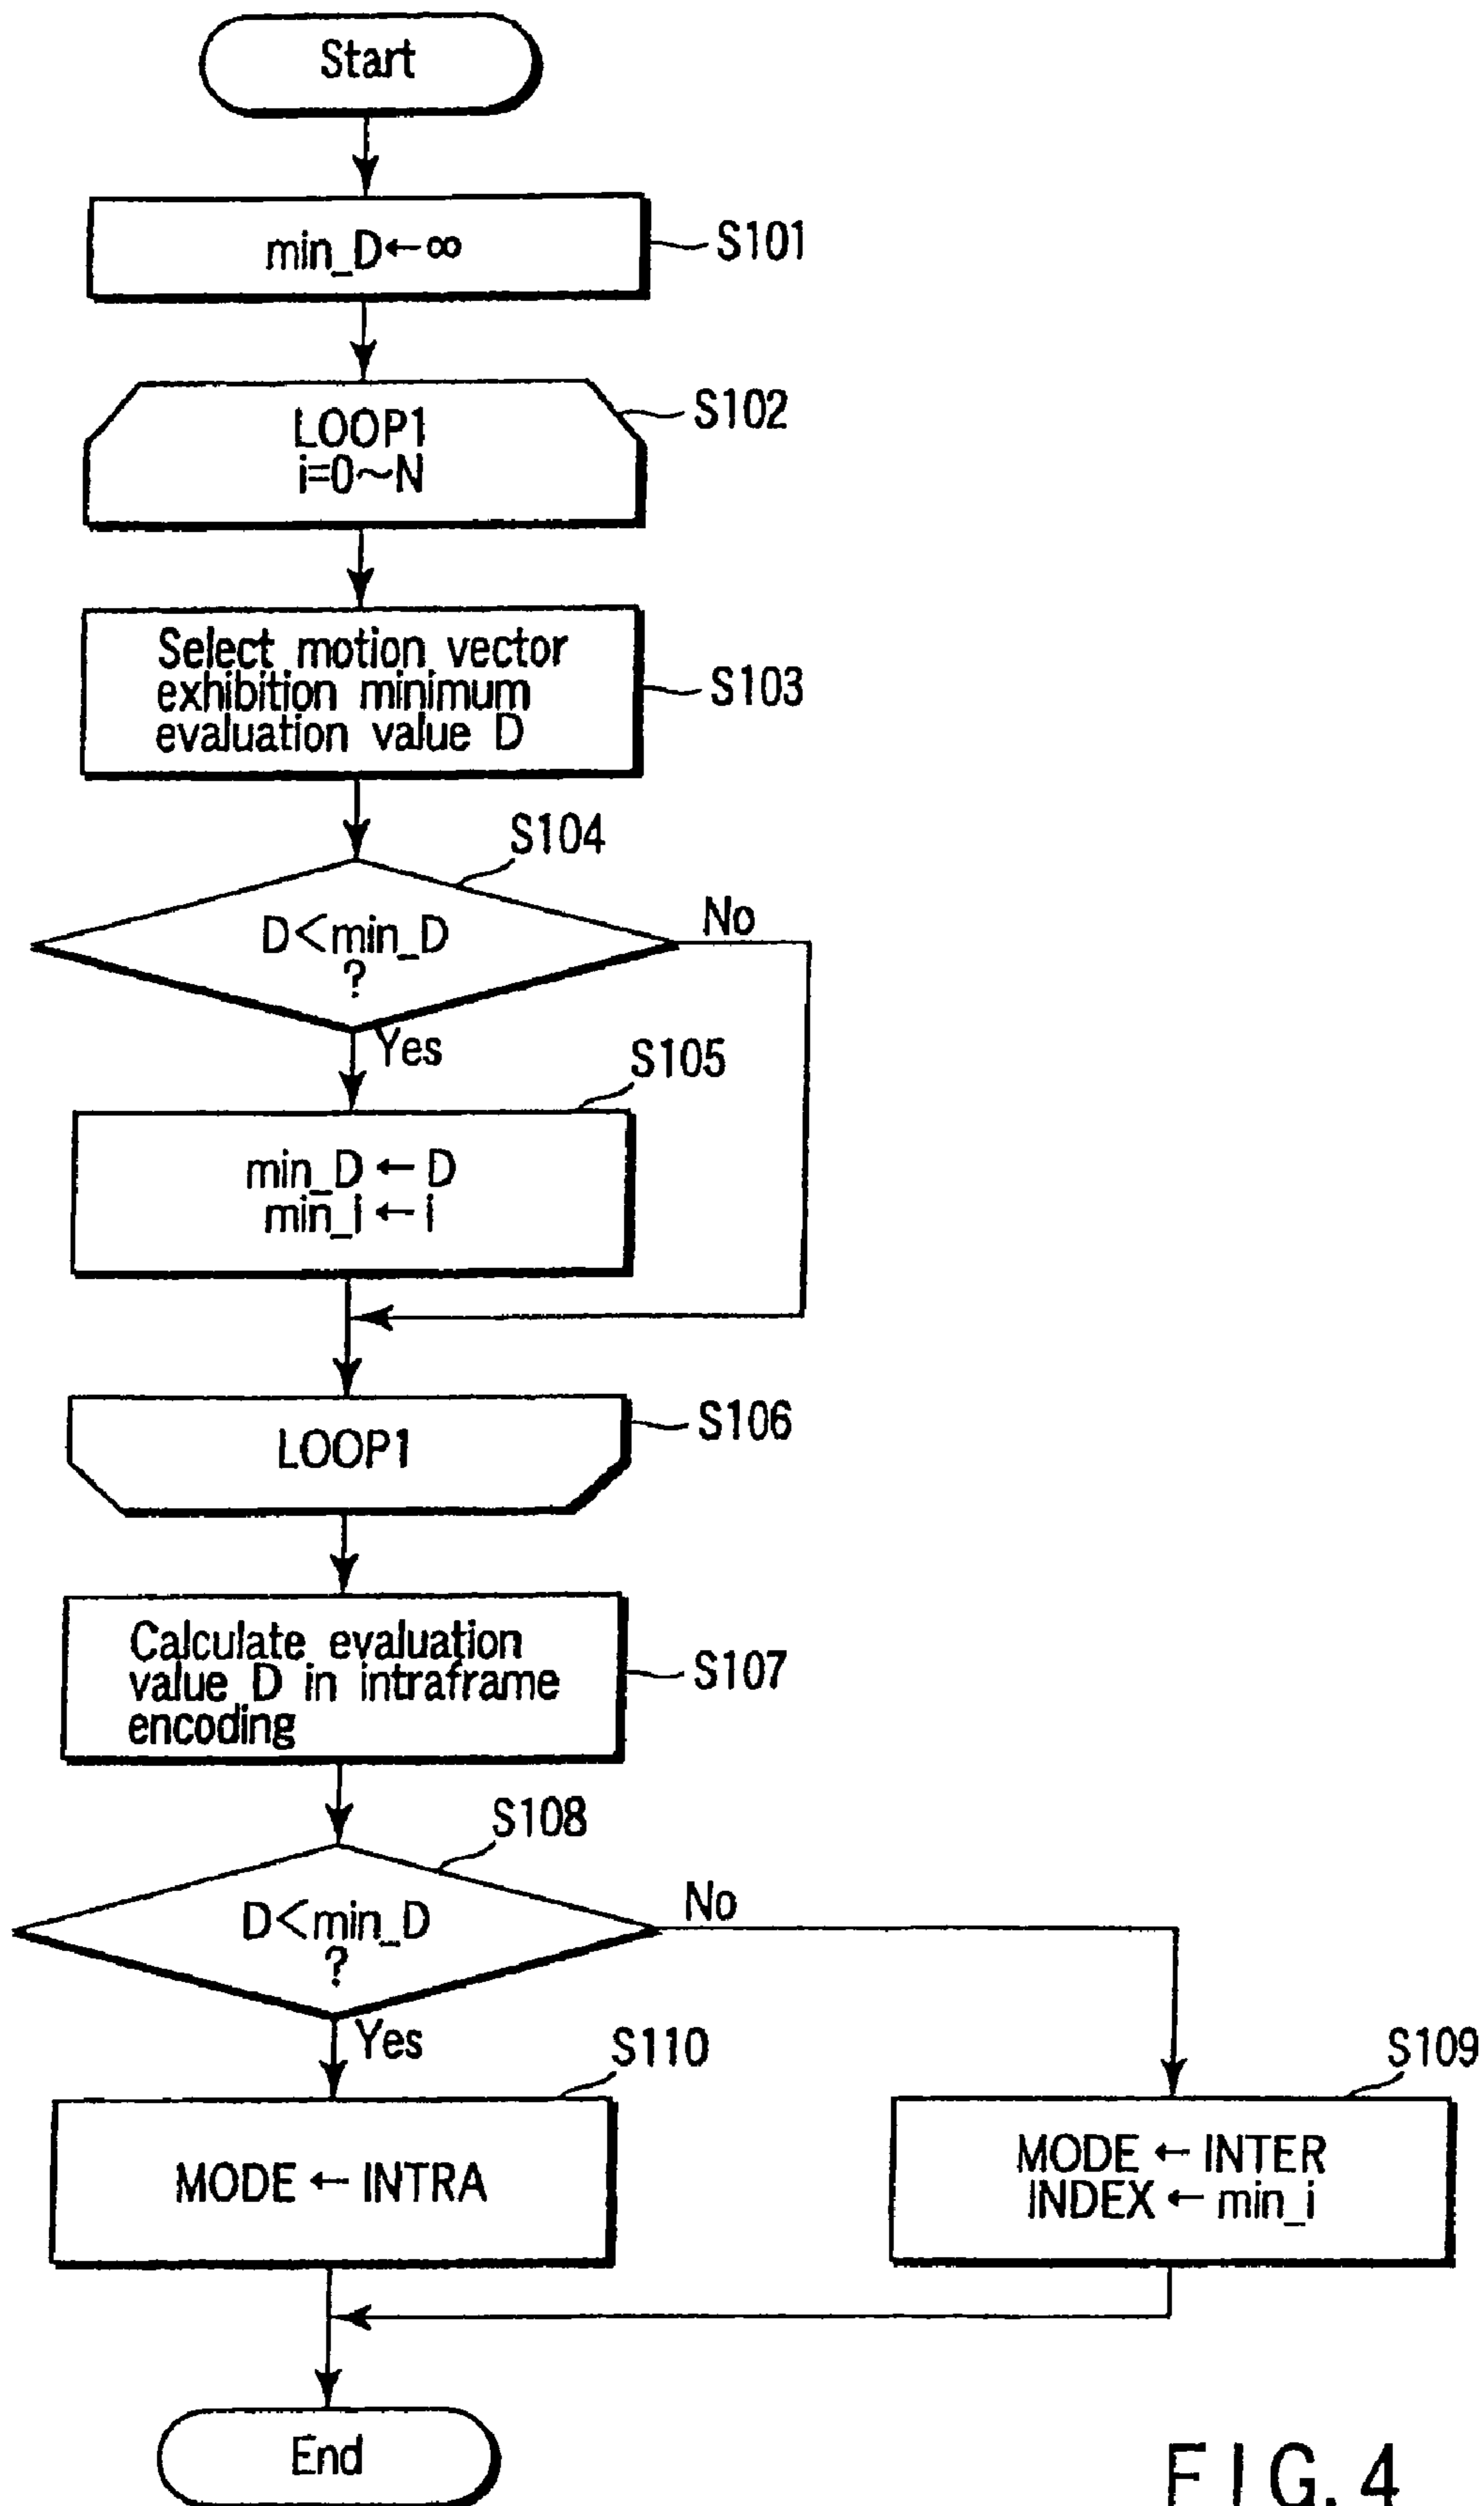 Start
min_D←∞
S101
LOOP1
i=0~N
S102
Select motion vector
exhibition minimum
evaluation value D
S103
S104
D<min_D
?
No
Yes
S105
min_D ← D
min_i ← i
LOOP1
S106
Calculate evaluation
value D in intraframe
encoding
S107
S108
D<min_D
?
No
Yes
S110
S109
MODE ← INTRA
MODE ← INTER
INDEX ← min_i
End
FIG. 4